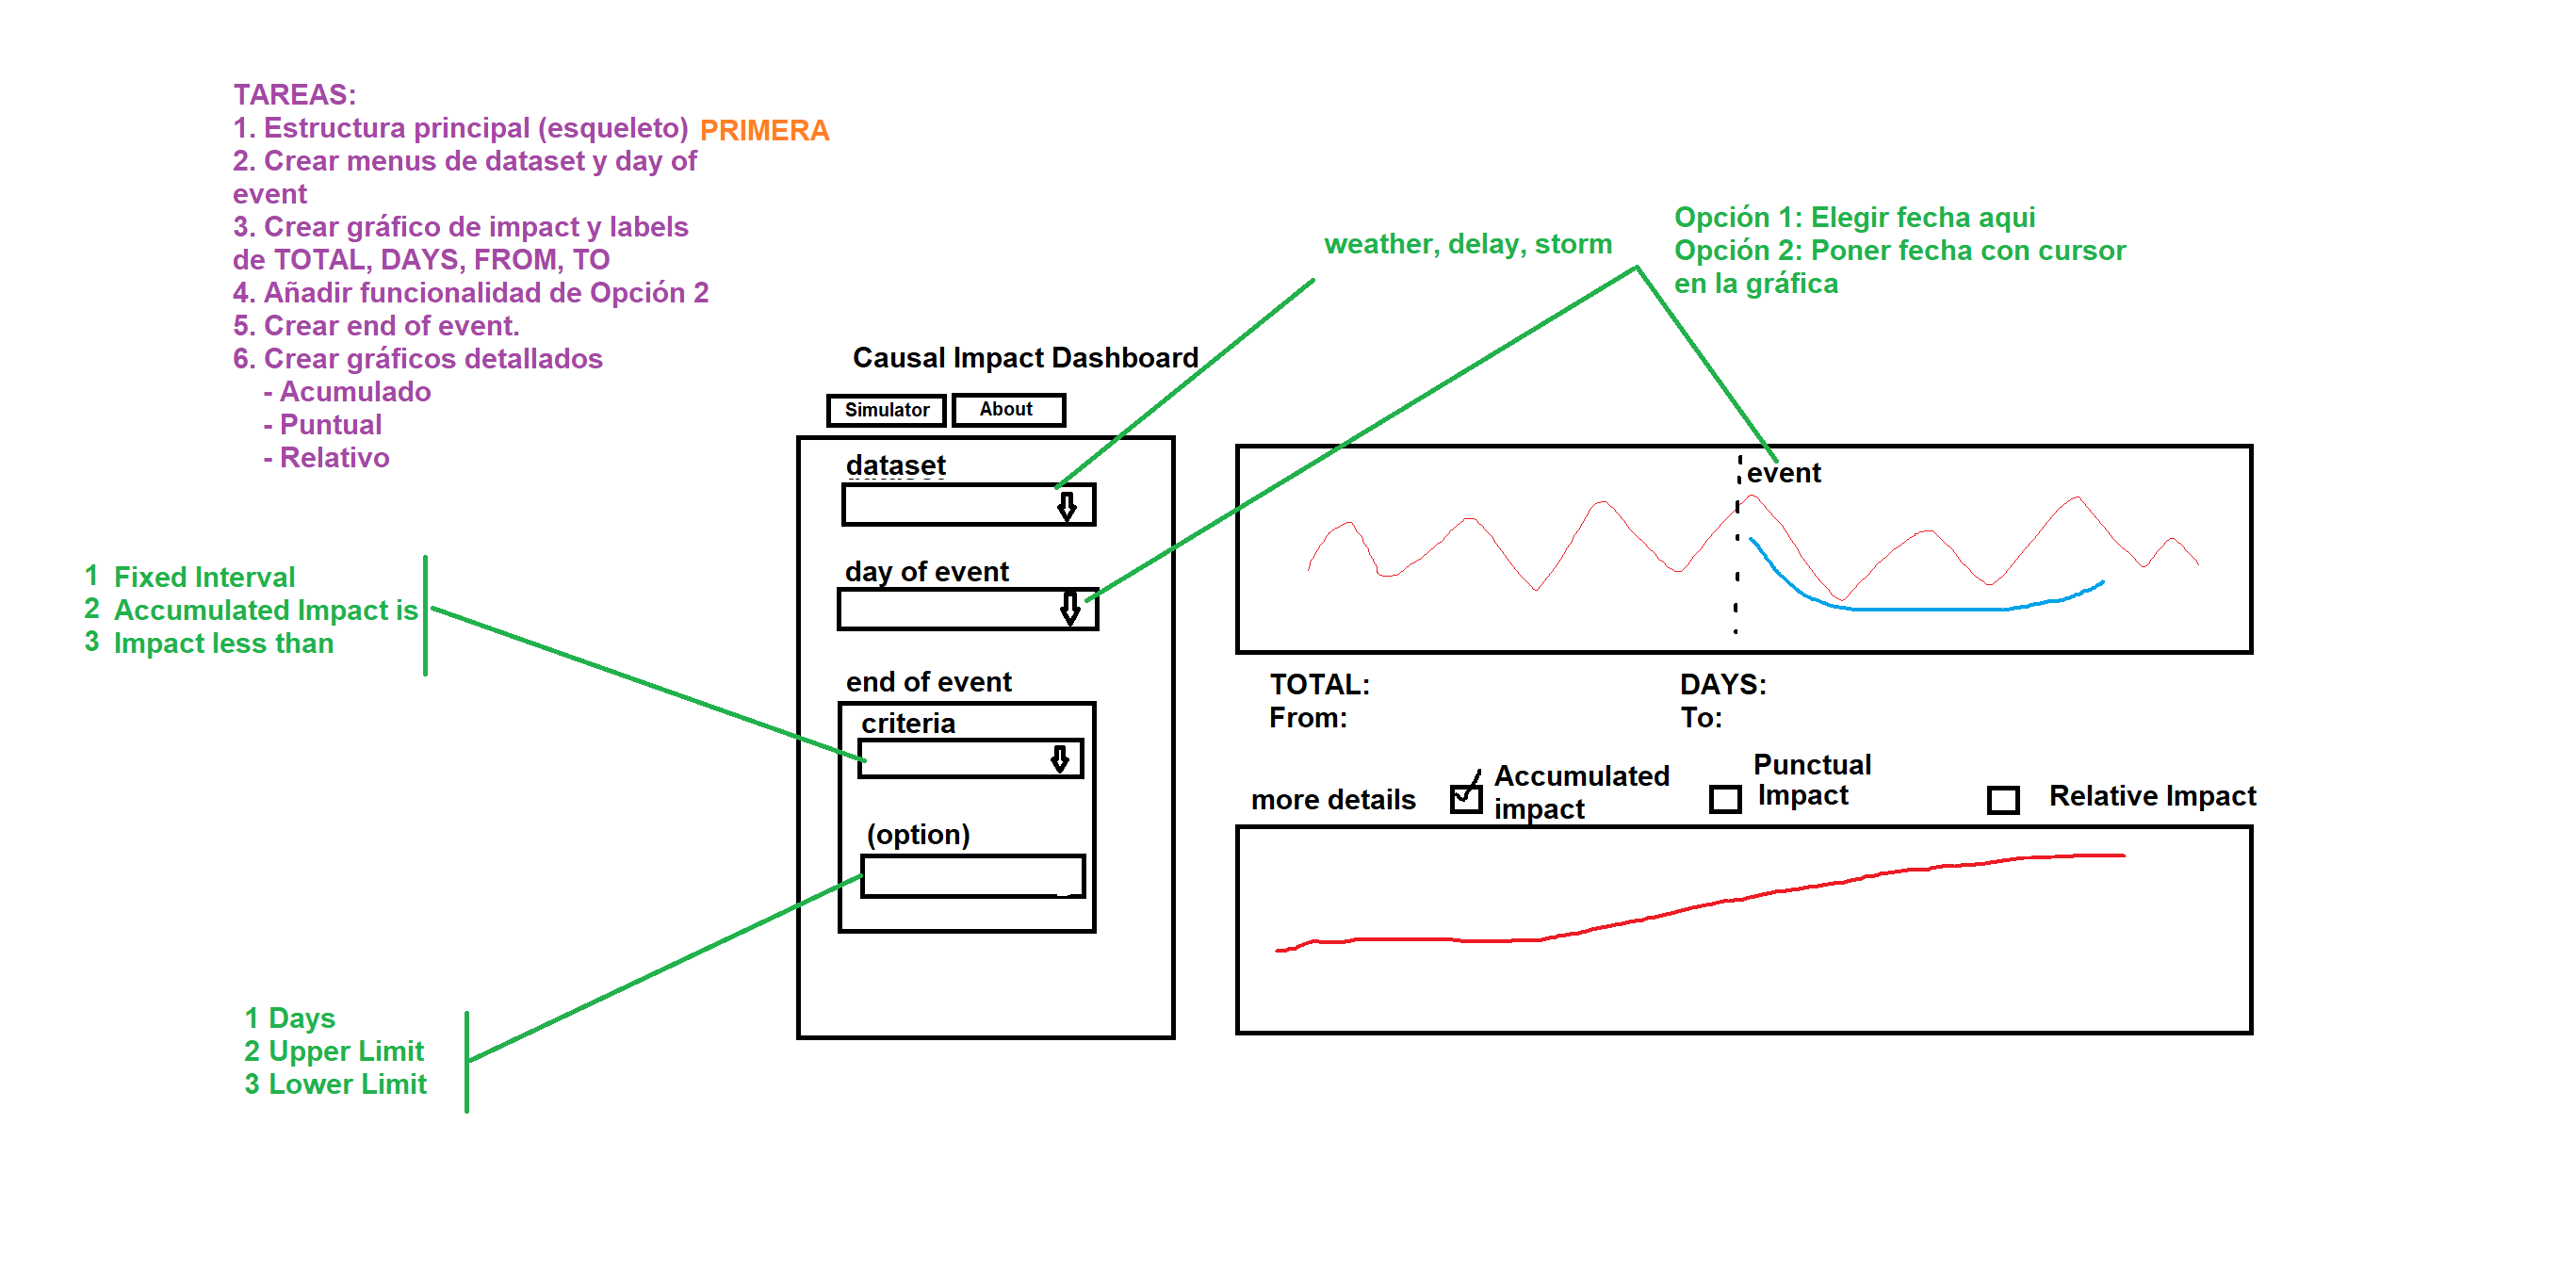 TAREAS:
1. Estructura principal (esqueleto) PRIMERA
2. Crear menus de dataset y day of
event
3. Crear gráfico de impact y labels
de TOTAL, DAYS, FROM, TO
4. Añadir funcionalidad de Opción 2
5. Crear end of event.
6. Crear gráficos detallados
- Acumulado
- Puntual
- Relativo
weather, delay, storm
Opción 1: Elegir fecha aqui
Opción 2: Poner fecha con cursor
en la gráfica
Causal Impact Dashboard
Simulator About
dataset
day of event
end of event
criteria
(option)
1 Fixed Interval
2 Accumulated Impact is
3 Impact less than
1 Days
2 Upper Limit
3 Lower Limit
event
TOTAL: DAYS:
From: To:
more details
Accumulated
impact
Punctual
Impact
Relative Impact